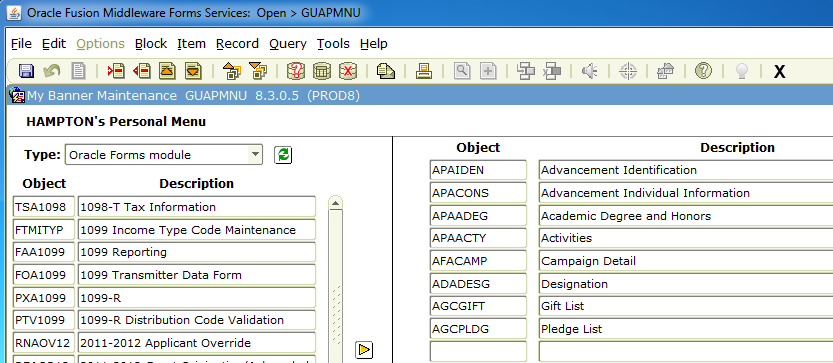 Oracle Fusion Middleware Forms Services: Open > GUAPMNU
File Edit Options Block Item Record Query Tools Help
X
My Banner Maintenance GUAPMNU 8.3.0.5 (PROD8)
HAMPTON's Personal Menu
Type: Oracle Forms module
Object Description
TSA1098 1098-T Tax Information
FTMITYP 1099 Income Type Code Maintenance
FAA1099 1099 Reporting
FOA1099 1099 Transmitter Data Form
PXA1099 1099-R
PTV1099 1099-R Distribution Code Validation
RNAOV12 2011-2012 Applicant Override
Object Description
APAIDEN Advancement Identification
APACONS Advancement Individual Information
APAADEG Academic Degree and Honors
APAACTY Activities
AFACAMP Campaign Detail
ADADESG Designation
AGCGIFT Gift List
AGCPLDG Pledge List